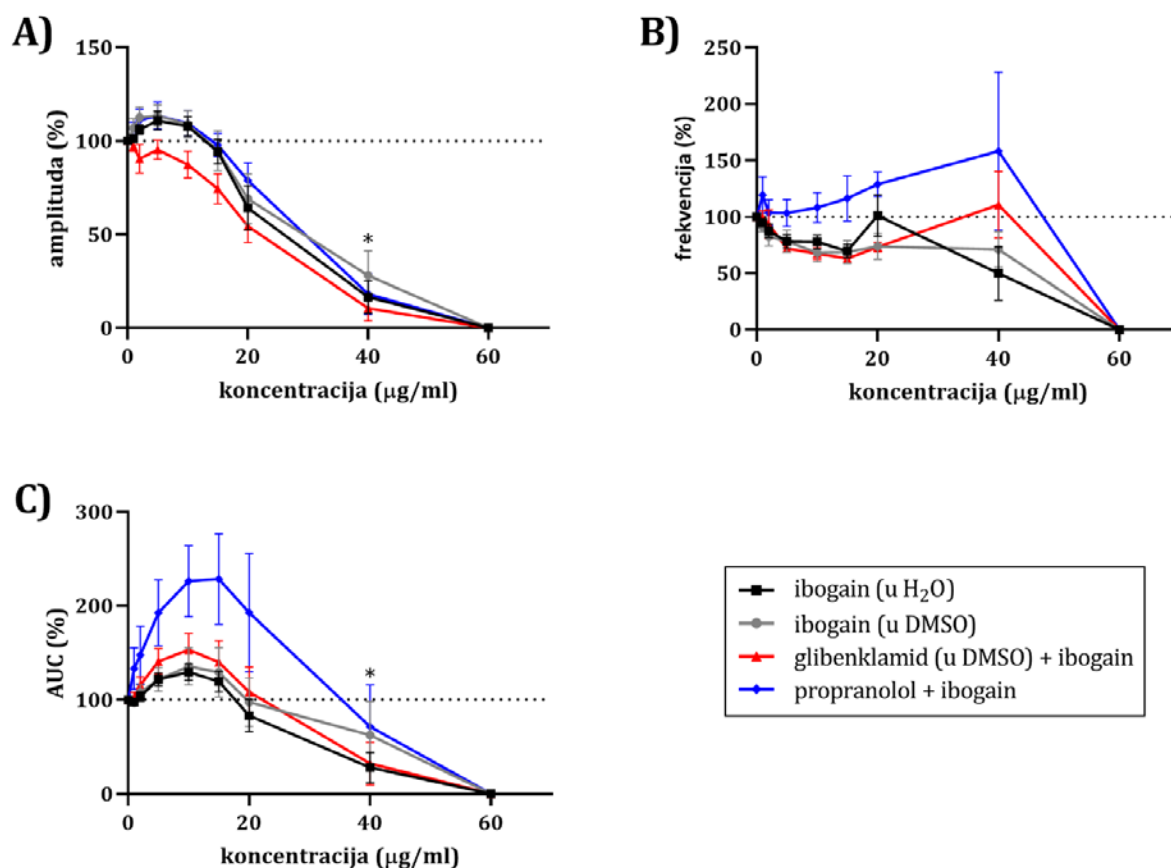 A)
150
100
50
0
amplituda (%)
*
0 20 40 60
koncentracija (μg/ml)
B)
250
200
150
100
50
0
frekvencija (%)
0 20 40 60
koncentracija (μg/ml)
C)
300
200
100
0
AUC (%)
*
0 20 40 60
koncentracija (μg/ml)
ibogain (u H₂O)
ibogain (u DMSO)
glibenklamid (u DMSO) + ibogain
propranolol + ibogain